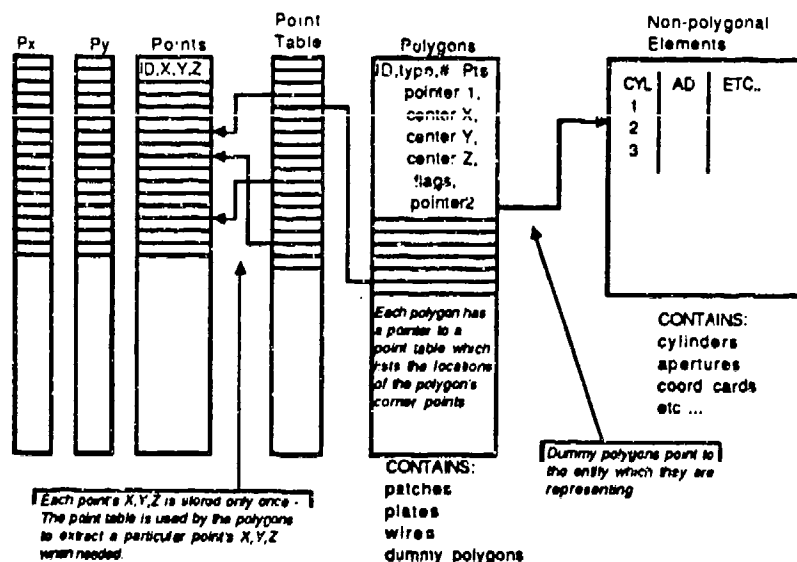 Px
Py
Points
Point
Table
Polygons
Non-polygonal
Elements
ID,X,Y,Z
ID,type,# Pts
pointer 1,
center X,
center Y,
center Z,
flags,
pointer2
CYL
AD
ETC..
1
2
3
Each polygon has
a pointer to a
point table which
lists the locations
of the polygon's
corner points
CONTAINS:
cylinders
apertures
coord cards
etc ...
Dummy polygons point to
the entity which they are
representing
CONTAINS:
patches
plates
wires
dummy polygons
Each point's X,Y,Z is stored only once -
The point table is used by the polygons
to extract a particular point's X,Y,Z
when needed.